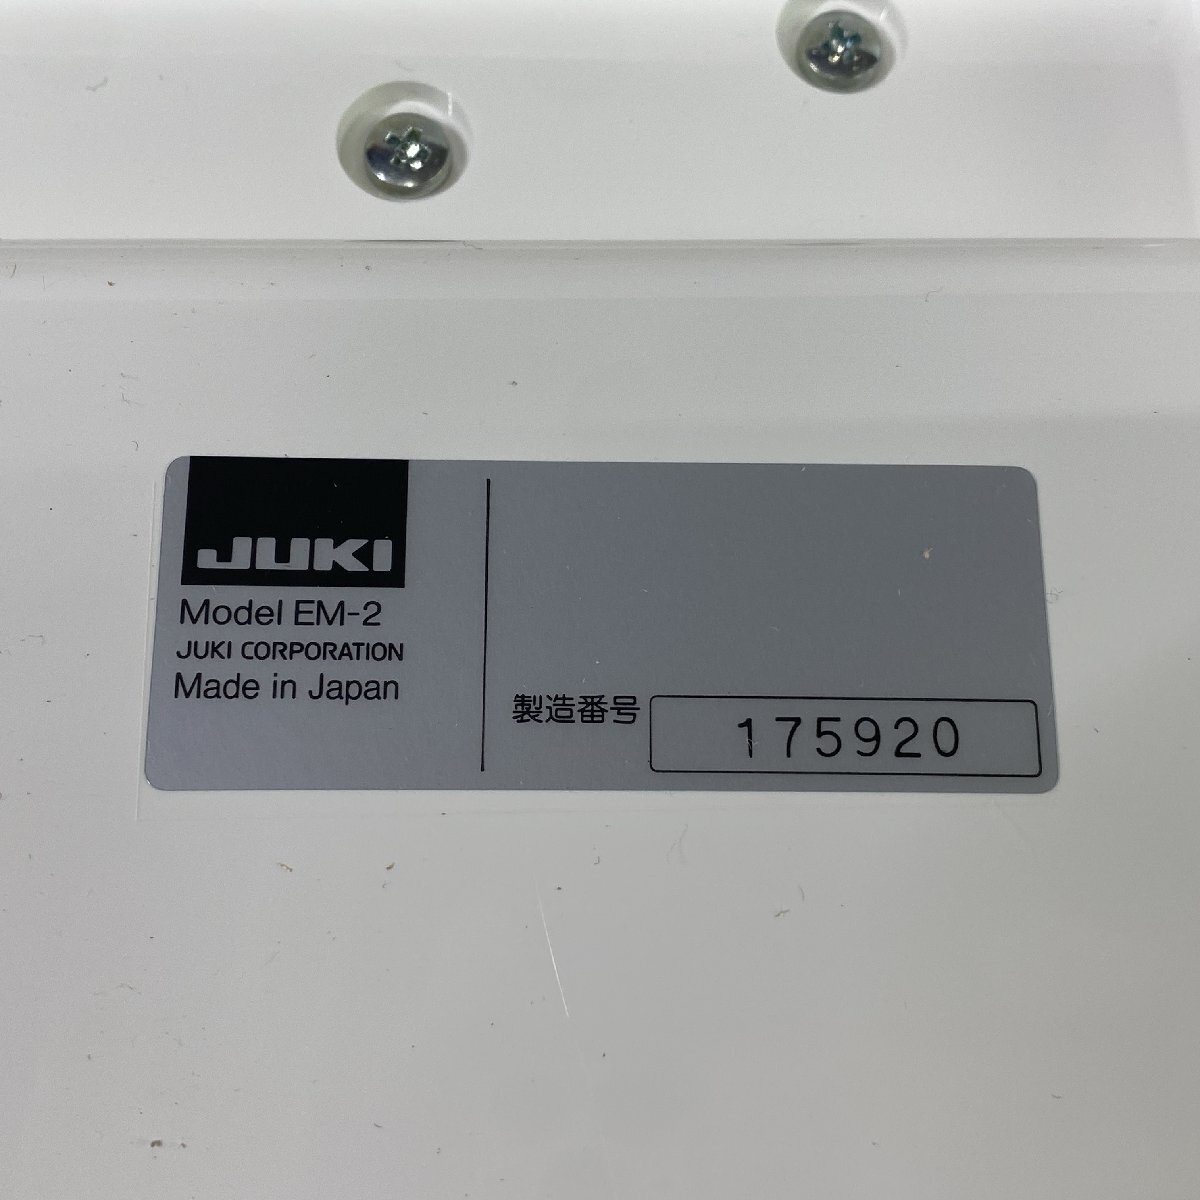 JUKI
Model EM-2
JUKI CORPORATION
Made in Japan
製造番号 175920